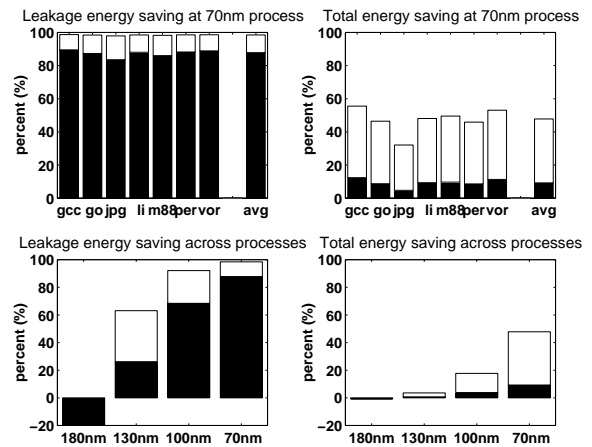 Leakage energy saving at 70nm process
100
80
60
40
20
0
percent (%)
gcc go jpg li m88 per vor avg
Total energy saving at 70nm process
100
80
60
40
20
0
percent (%)
gcc go jpg li m88 per vor avg
Leakage energy saving across processes
100
80
60
40
20
0
−20
percent (%)
180nm 130nm 100nm 70nm
Total energy saving across processes
100
80
60
40
20
0
−20
percent (%)
180nm 130nm 100nm 70nm